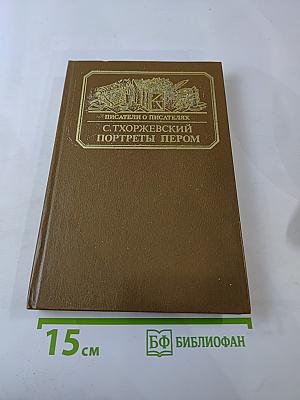 ПИСАТЕЛИ О ПИСАТЕЛЯХ
С. ТХОРЖЕВСКИЙ
ПОРТРЕТЫ ПЕРОМ
15 см
БФ БИБЛИОФАН